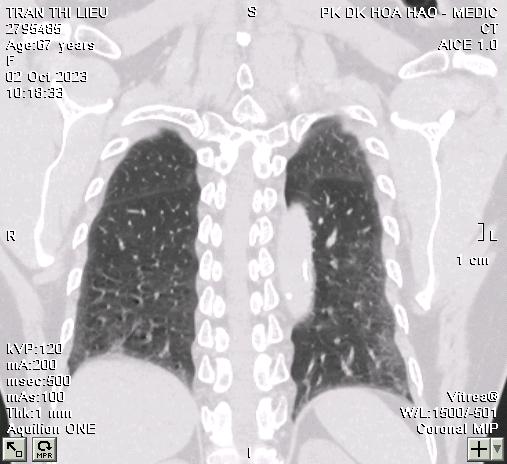 TRAN THI LIEU
2795485
Age:67 years
F
02 Oct 2023
10:18:33
S
PK DK HOA HAO - MEDIC
CT
AICE 1.0
R
L
1 cm
kVP:120
mA:200
msec:500
mAs:100
Thk:1 mm
Aquilion ONE
Vitrea®
W/L:1500/-501
Coronal MIP
I
MPR